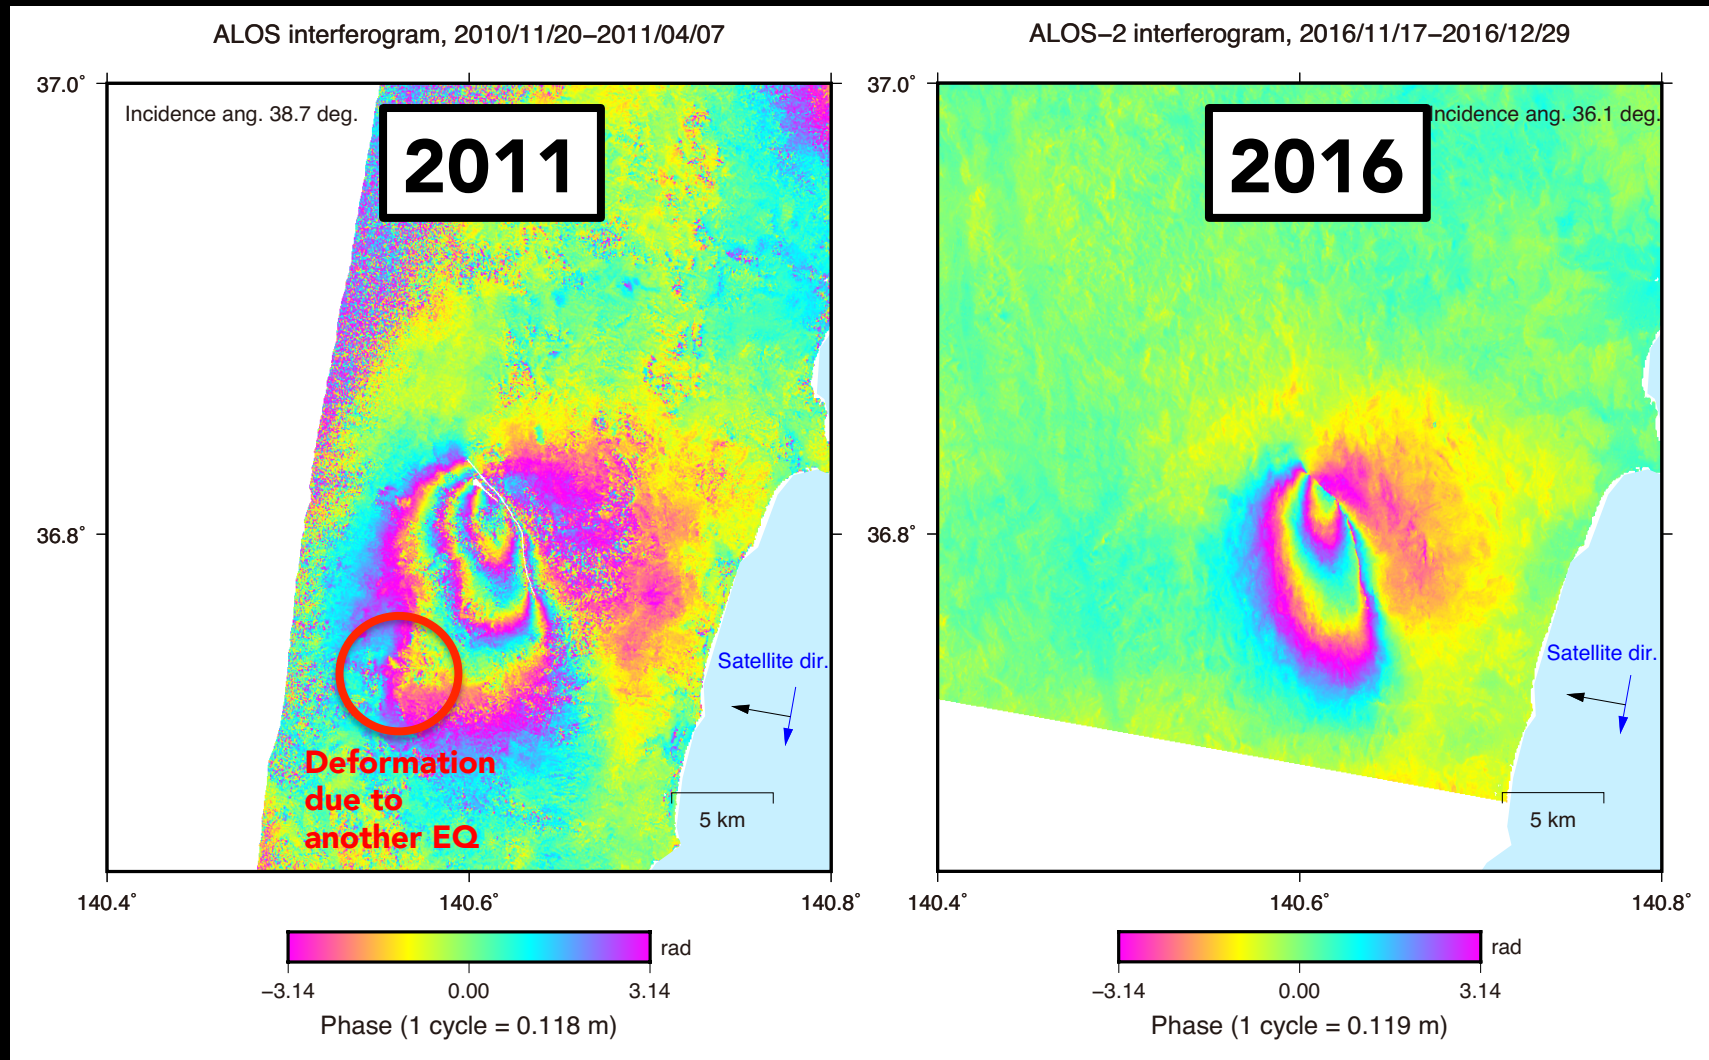 ALOS interferogram, 2010/11/20−2011/04/07
37.0˚
Incidence ang. 38.7 deg.
2011
36.8˚
Deformation
due to
another EQ
Satellite dir.
5 km
140.4˚ 140.6˚ 140.8˚
rad
−3.14 0.00 3.14
Phase (1 cycle = 0.118 m)
ALOS−2 interferogram, 2016/11/17−2016/12/29
37.0˚
Incidence ang. 36.1 deg.
2016
36.8˚
Satellite dir.
5 km
140.4˚ 140.6˚ 140.8˚
rad
−3.14 0.00 3.14
Phase (1 cycle = 0.119 m)